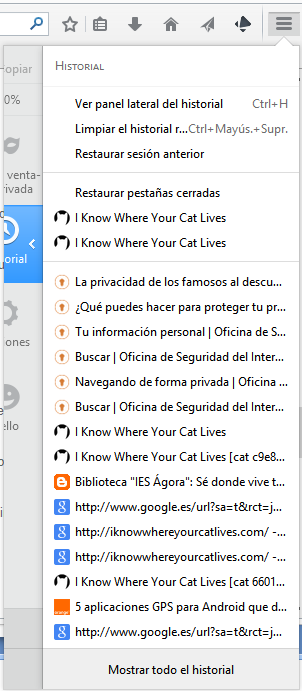 HISTORIAL
opiar
Ver panel lateral del historial Ctrl+H
0%
Limpiar el historial r...Ctrl+Mayús.+Supr.
Restaurar sesión anterior
venta-
rivada
Restaurar pestañas cerradas
I Know Where Your Cat Lives
orial
I Know Where Your Cat Lives
La privacidad de los famosos al descu...
¿Qué puedes hacer para proteger tu pr...
Tu información personal | Oficina de S...
ones
Buscar | Oficina de Seguridad del Inter...
Navegando de forma privada | Oficina ...
Buscar | Oficina de Seguridad del Inter...
ello
I Know Where Your Cat Lives
I Know Where Your Cat Lives [cat c9e8...
Biblioteca "IES Ágora": Sé donde vive t...
http://www.google.es/url?sa=t&rct=j...
http://iknowwhereyourcatlives.com/ -...
http://iknowwhereyourcatlives.com/ -...
I Know Where Your Cat Lives [cat 6601...
5 aplicaciones GPS para Android que d...
http://www.google.es/url?sa=t&rct=j...
Mostrar todo el historial